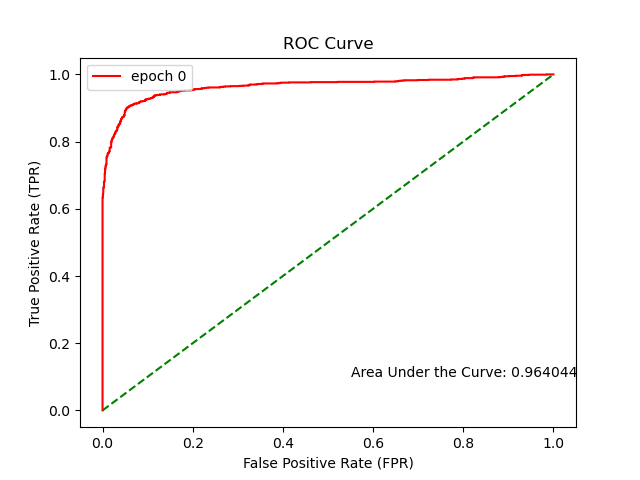 ROC Curve
epoch 0
1.0
0.8
0.6
0.4
0.2
0.0
True Positive Rate (TPR)
Area Under the Curve: 0.964044
0.0 0.2 0.4 0.6 0.8 1.0
False Positive Rate (FPR)